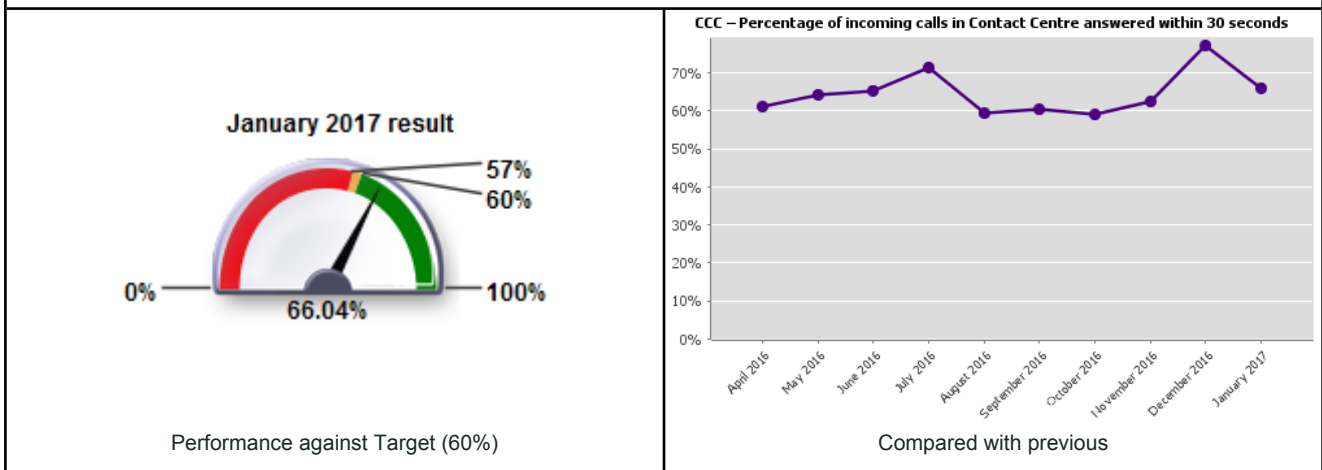 January 2017 result
57%
60%
0%
100%
66.04%
Performance against Target (60%)
CCC – Percentage of incoming calls in Contact Centre answered within 30 seconds
70%
60%
50%
40%
30%
20%
10%
0%
April 2016
May 2016
June 2016
July 2016
August 2016
September 2016
October 2016
November 2016
December 2016
January 2017
Compared with previous